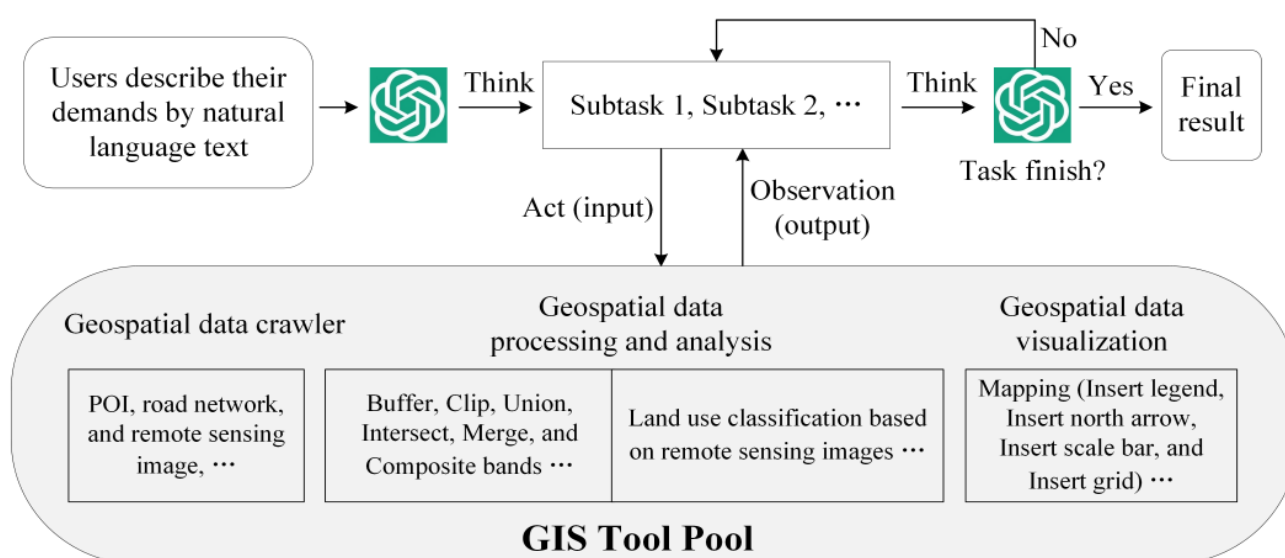 Users describe their
demands by natural
language text
Think
Subtask 1, Subtask 2, ···
Think
No
Yes
Task finish?
Final
result
Act (input)
Observation
(output)
Geospatial data crawler
POI, road network,
and remote sensing
image, ···
Geospatial data
processing and analysis
Buffer, Clip, Union,
Intersect, Merge, and
Composite bands ···
Land use classification based
on remote sensing images ···
Geospatial data
visualization
Mapping (Insert legend,
Insert north arrow,
Insert scale bar, and
Insert grid) ···
GIS Tool Pool